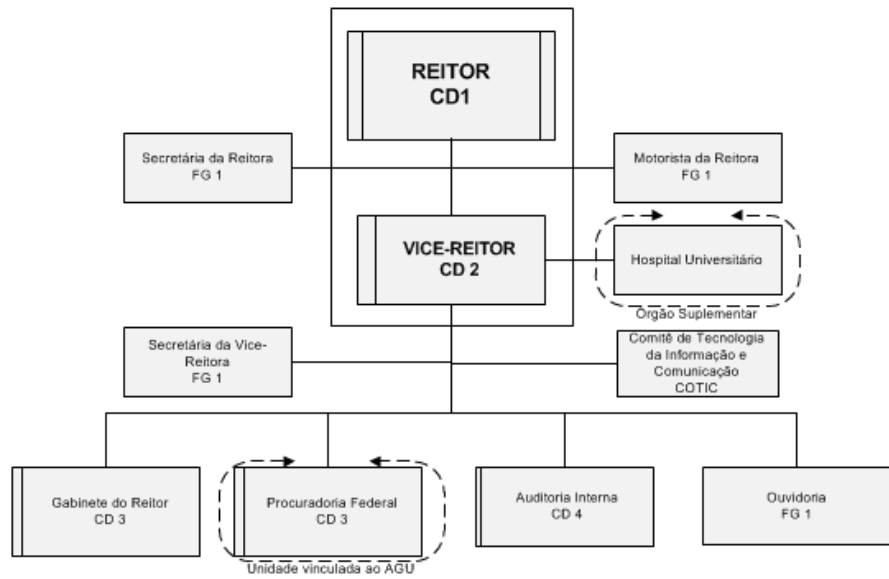 REITOR
CD1
Secretária da Reitora
FG 1
Motorista da Reitora
FG 1
VICE-REITOR
CD 2
Hospital Universitário
Orgão Suplementar
Secretária da Vice-
Reitora
FG 1
Comitê de Tecnologia
da Informação e
Comunicação
COTIC
Gabinete do Reitor
CD 3
Procuradoria Federal
CD 3
Auditoria Interna
CD 4
Ouvidoria
FG 1
Unidade vinculada ao AGU